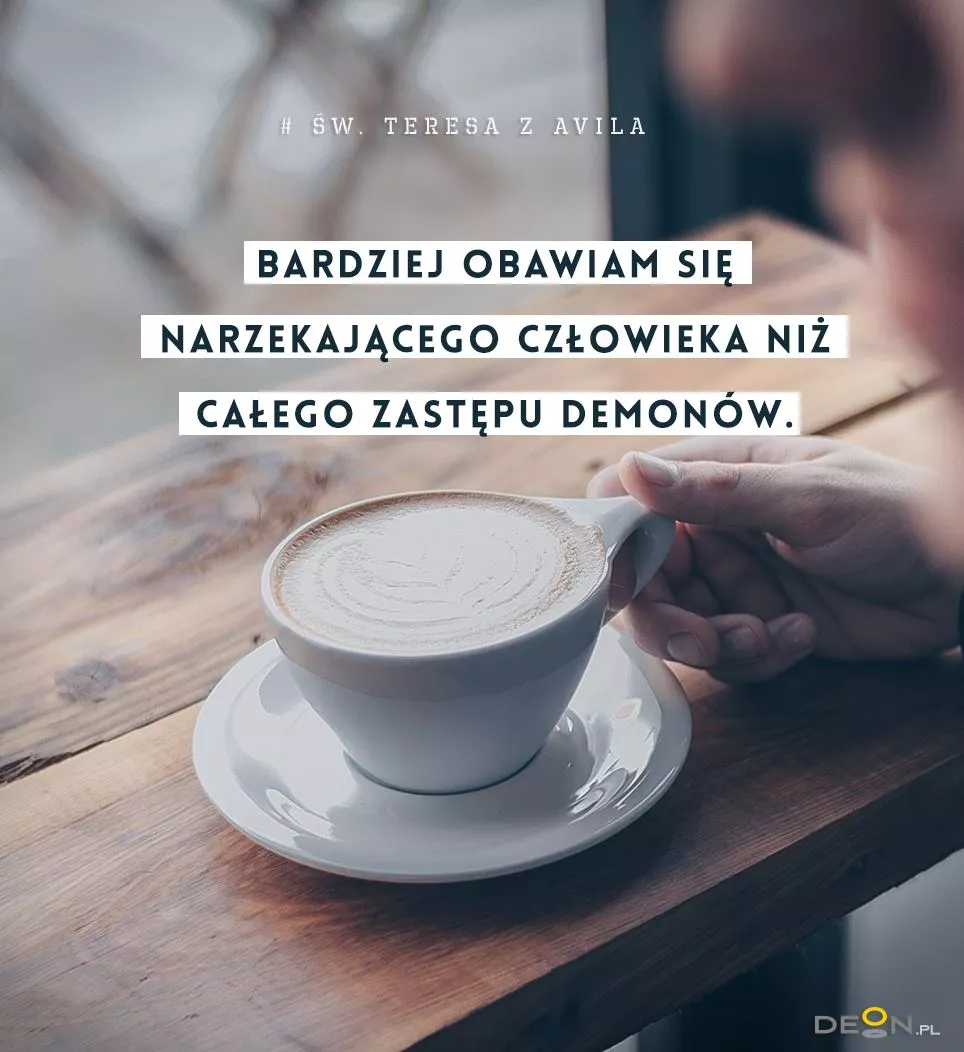 # ŚW. TERESA Z AVILA
BARDZIEJ OBAWIAM SIĘ
NARZEKAJĄCEGO CZŁOWIEKA NIŻ
CAŁEGO ZASTĘPU DEMONÓW.
DEON.PL